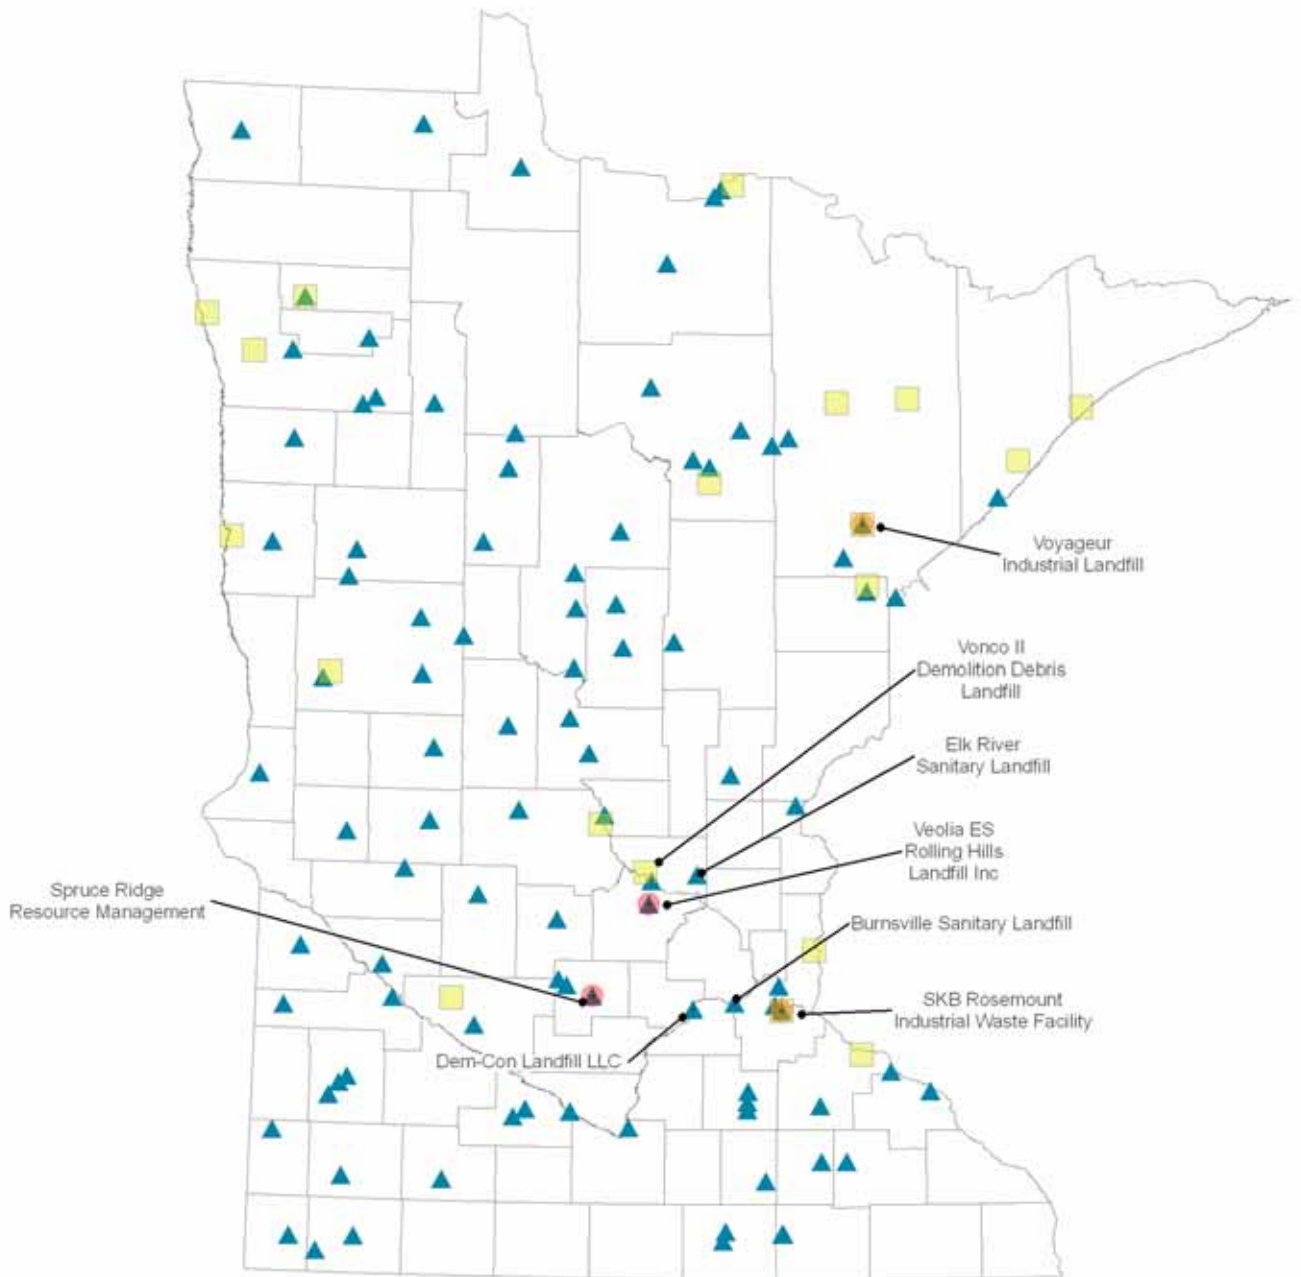 Voyageur
Industrial Landfill
Vonco II
Demolition Debris
Landfill
Elk River
Sanitary Landfill
Veolia ES
Rolling Hills
Landfill Inc
Spruce Ridge
Resource Management
Burnsville Sanitary Landfill
SKB Rosemount
Industrial Waste Facility
Dem-Con Landfill LLC